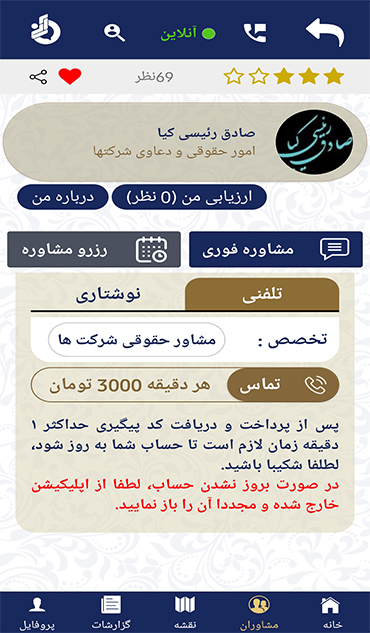 آنلاین
69نظر
صادق رئیسی کیا
صادق رئیسی کیا
امور حقوقی و دعاوی شرکتها
ارزیابی من (0 نظر)
درباره من
مشاوره فوری
رزرو مشاوره
تلفنی
نوشتاری
تخصص :
مشاور حقوقی شرکت ها
تماس
هر دقیقه 3000 تومان
پس از پرداخت و دریافت کد پیگیری حداکثر ۱
دقیقه زمان لازم است تا حساب شما به روز شود،
لطلفا شکیبا باشید.
در صورت بروز نشدن حساب، لطفا از اپلیکیشن
خارج شده و مجددا آن را باز نمایید.
خانه
مشاوران
نقشه
گزارشات
پروفایل